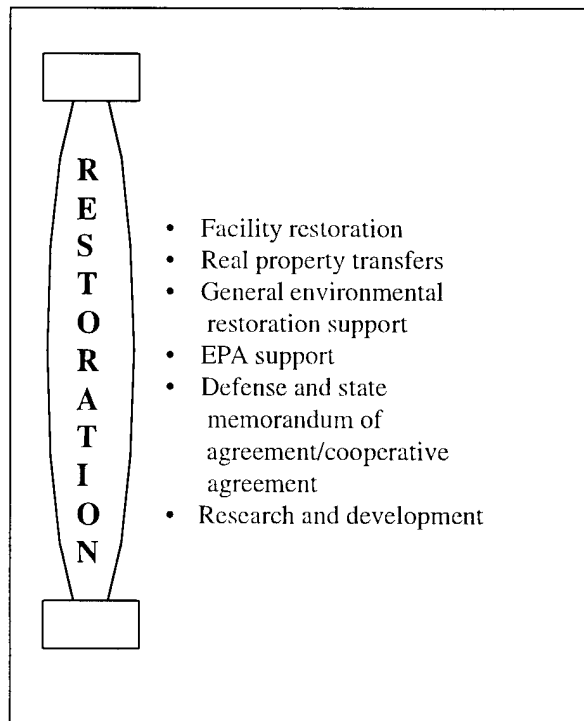 RESTORATION
• Facility restoration
• Real property transfers
• General environmental
restoration support
• EPA support
• Defense and state
memorandum of
agreement/cooperative
agreement
• Research and development